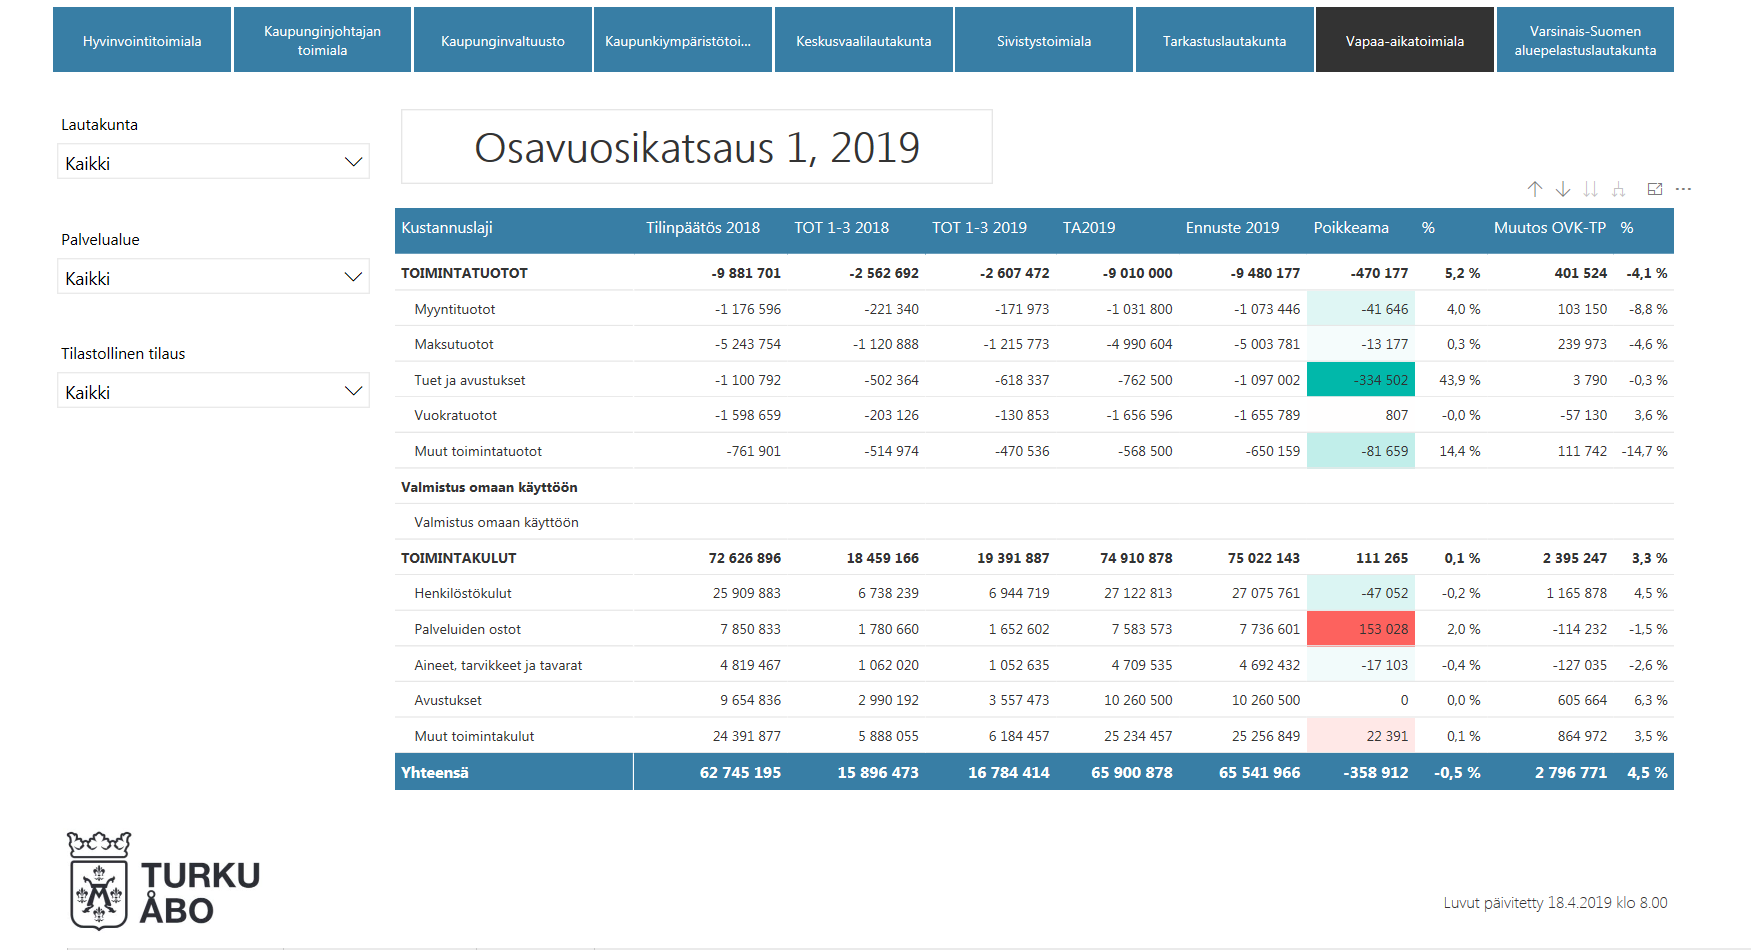 Hyvinvointitoimiala
Kaupunginjohtajan
toimiala
Kaupunginvaltuusto
Kaupunkiympäristötoi...
Keskusvaalilautakunta
Sivistystoimiala
Tarkastuslautakunta
Vapaa-aikatoimiala
Varsinais-Suomen
aluepelastuslautakunta
Lautakunta
Kaikki
Palvelualue
Kaikki
Tilastollinen tilaus
Kaikki
Osavuosikatsaus 1, 2019
Kustannuslaji Tilinpäätös 2018 TOT 1-3 2018 TOT 1-3 2019 TA2019 Ennuste 2019 Poikkeama % Muutos OVK-TP %
TOIMINTATUOTOT -9 881 701 -2 562 692 -2 607 472 -9 010 000 -9 480 177 -470 177 5,2 % 401 524 -4,1 %
Myyntituotot -1 176 596 -221 340 -171 973 -1 031 800 -1 073 446 -41 646 4,0 % 103 150 -8,8 %
Maksutuotot -5 243 754 -1 120 888 -1 215 773 -4 990 604 -5 003 781 -13 177 0,3 % 239 973 -4,6 %
Tuet ja avustukset -1 100 792 -502 364 -618 337 -762 500 -1 097 002 -334 502 43,9 % 3 790 -0,3 %
Vuokratuotot -1 598 659 -203 126 -130 853 -1 656 596 -1 655 789 807 -0,0 % -57 130 3,6 %
Muut toimintatuotot -761 901 -514 974 -470 536 -568 500 -650 159 -81 659 14,4 % 111 742 -14,7 %
Valmistus omaan käyttöön
Valmistus omaan käyttöön
TOIMINTAKULUT 72 626 896 18 459 166 19 391 887 74 910 878 75 022 143 111 265 0,1 % 2 395 247 3,3 %
Henkilöstökulut 25 909 883 6 738 239 6 944 719 27 122 813 27 075 761 -47 052 -0,2 % 1 165 878 4,5 %
Palveluiden ostot 7 850 833 1 780 660 1 652 602 7 583 573 7 736 601 153 028 2,0 % -114 232 -1,5 %
Aineet, tarvikkeet ja tavarat 4 819 467 1 062 020 1 052 635 4 709 535 4 692 432 -17 103 -0,4 % -127 035 -2,6 %
Avustukset 9 654 836 2 990 192 3 557 473 10 260 500 10 260 500 0 0,0 % 605 664 6,3 %
Muut toimintakulut 24 391 877 5 888 055 6 184 457 25 234 457 25 256 849 22 391 0,1 % 864 972 3,5 %
Yhteensä 62 745 195 15 896 473 16 784 414 65 900 878 65 541 966 -358 912 -0,5 % 2 796 771 4,5 %
TURKU
ÅBO
Luvut päivitetty 18.4.2019 klo 8.00